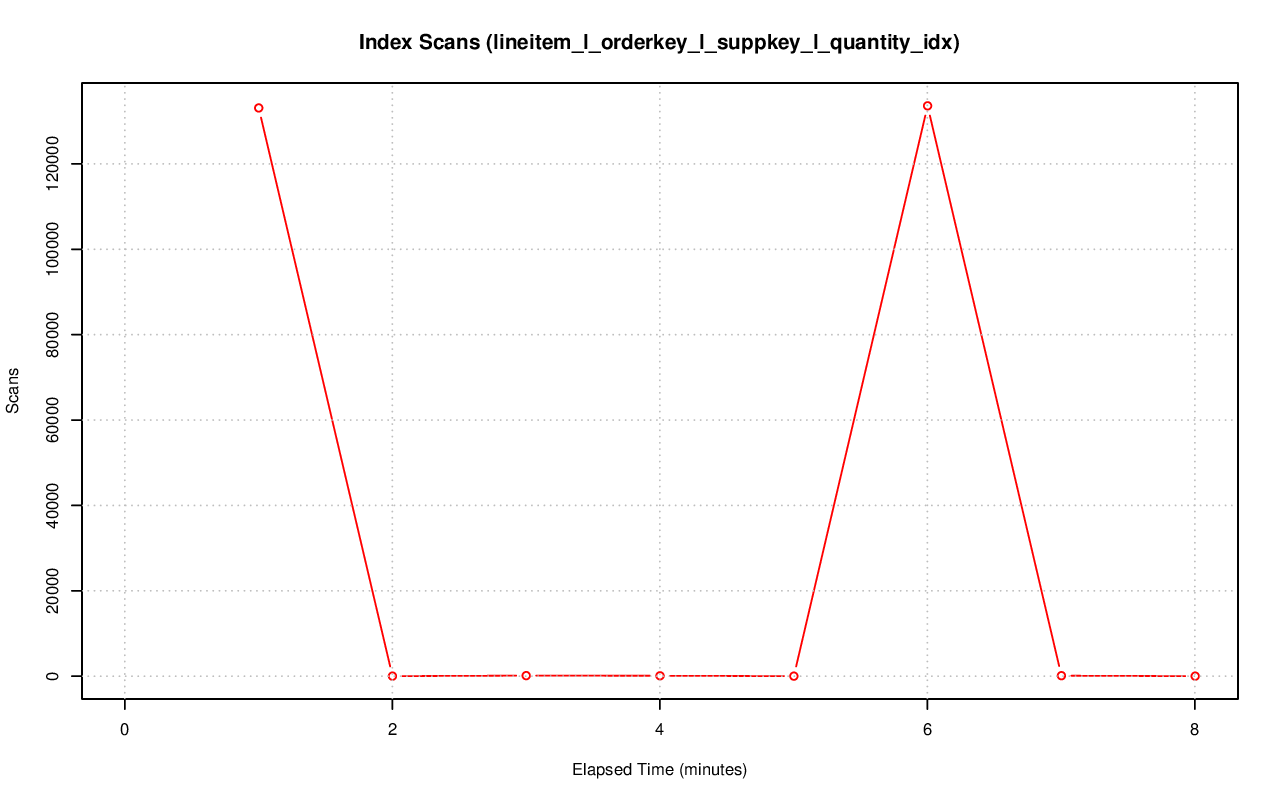 Index Scans (lineitem_l_orderkey_l_suppkey_l_quantity_idx)
Scans
120000
100000
80000
60000
40000
20000
0
0 2 4 6 8
Elapsed Time (minutes)